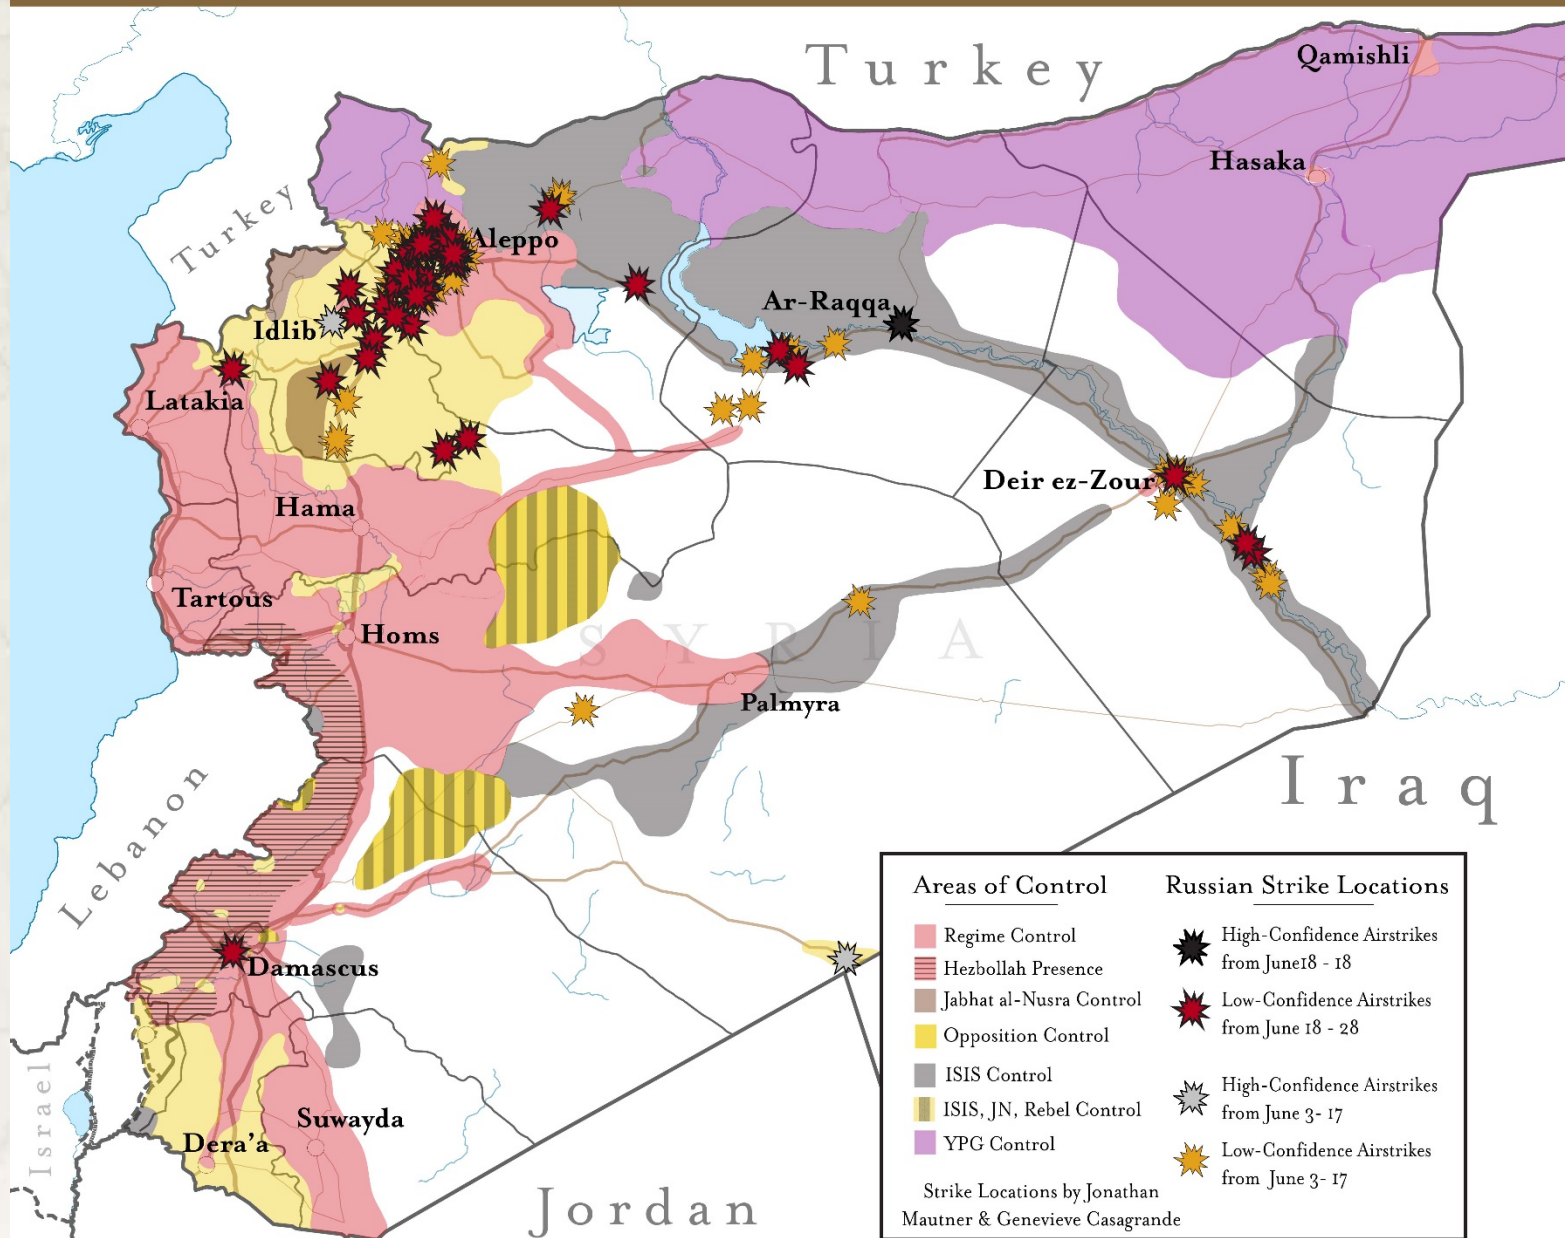 Turkey
Qamishli
Hasaka
Turkey
Aleppo
Ar-Raqqa
Idlib
Latakia
Deir ez-Zour
Hama
Tartous
Homs
SYRIA
Palmyra
Iraq
Lebanon
Damascus
Israel
Suwayda
Dera'a
Jordan
Areas of Control
Regime Control
Hezbollah Presence
Jabhat al-Nusra Control
Opposition Control
ISIS Control
ISIS, JN, Rebel Control
YPG Control
Strike Locations by Jonathan
Mautner & Genevieve Casagrande
Russian Strike Locations
High-Confidence Airstrikes
from June18 - 18
Low-Confidence Airstrikes
from June 18 - 28
High-Confidence Airstrikes
from June 3- 17
Low-Confidence Airstrikes
from June 3- 17